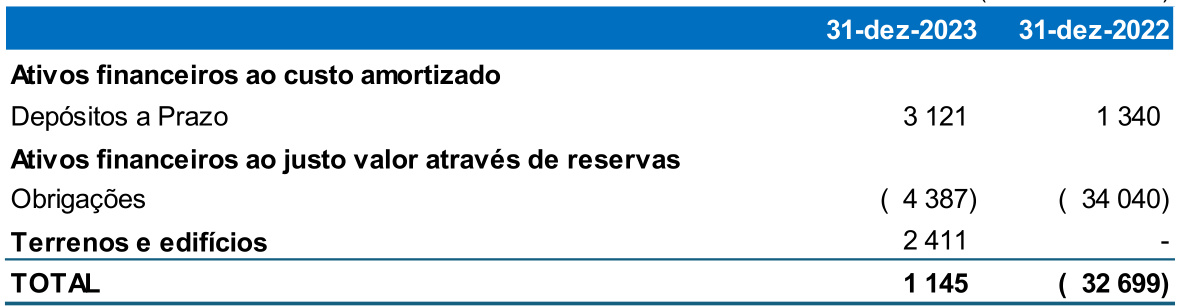 31-dez-2023 31-dez-2022
Ativos financeiros ao custo amortizado
Depósitos a Prazo 3 121 1 340
Ativos financeiros ao justo valor através de reservas
Obrigações ( 4 387) ( 34 040)
Terrenos e edifícios 2 411 -
TOTAL 1 145 ( 32 699)